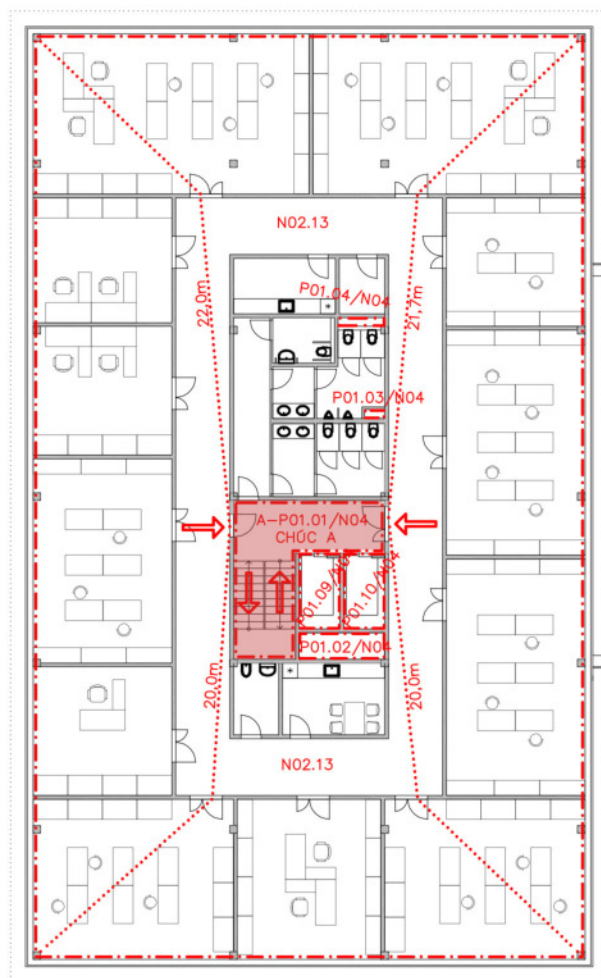 N02.13
P01.04/N04
22,0m
21,7m
P01.03/N04
A-P01.01/N04
CHÚC A
P01.09/N04
P01.10/N04
P01.02/N04
20,0m
20,0m
N02.13